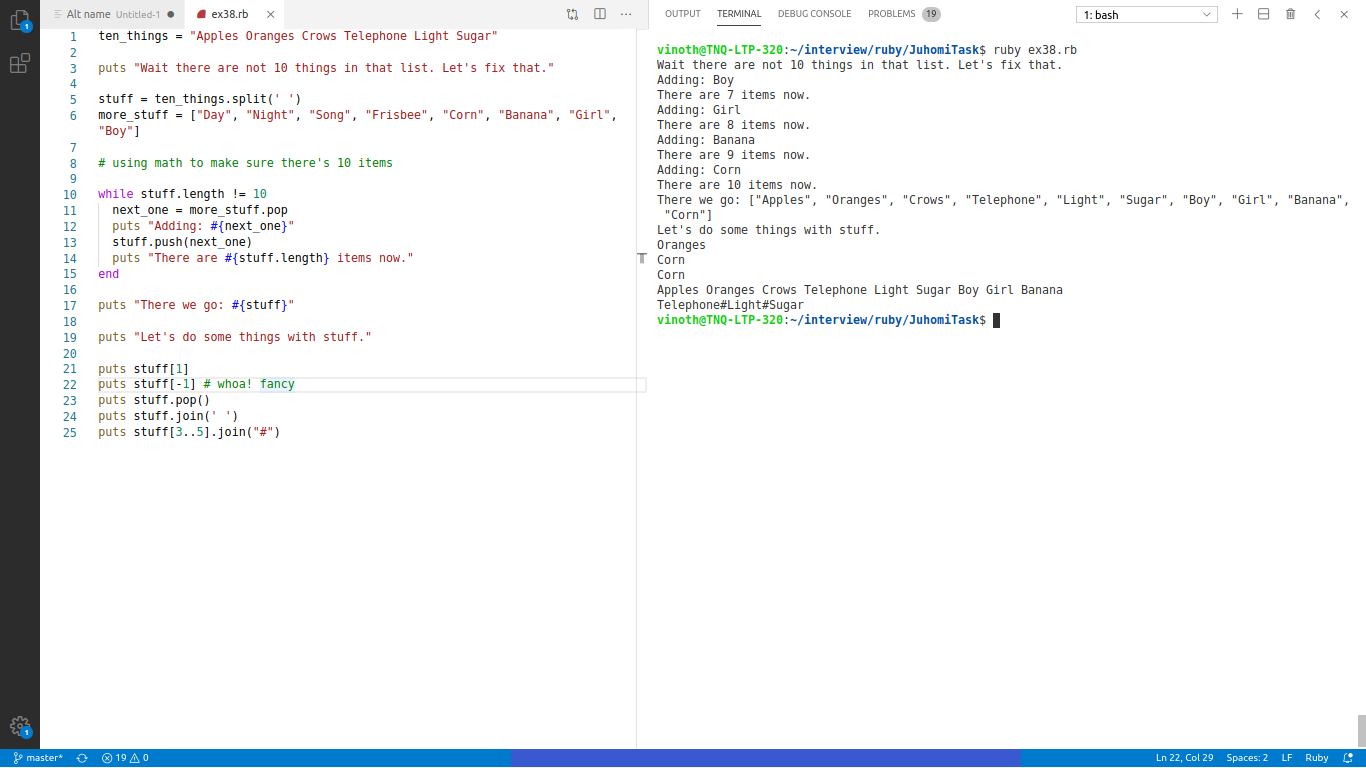 Alt name Untitled-1 ex38.rb
1 ten_things = "Apples Oranges Crows Telephone Light Sugar"
2
3 puts "Wait there are not 10 things in that list. Let's fix that."
4
5 stuff = ten_things.split(' ')
6 more_stuff = ["Day", "Night", "Song", "Frisbee", "Corn", "Banana", "Girl",
"Boy"]
7
8 # using math to make sure there's 10 items
9
10 while stuff.length != 10
11 next_one = more_stuff.pop
12 puts "Adding: #{next_one}"
13 stuff.push(next_one)
14 puts "There are #{stuff.length} items now."
15 end
16
17 puts "There we go: #{stuff}"
18
19 puts "Let's do some things with stuff."
20
21 puts stuff[1]
22 puts stuff[-1] # whoa! fancy
23 puts stuff.pop()
24 puts stuff.join(' ')
25 puts stuff[3..5].join("#")
OUTPUT TERMINAL DEBUG CONSOLE PROBLEMS 19 1: bash
vinoth@TNQ-LTP-320:~/interview/ruby/JuhomiTask$ ruby ex38.rb
Wait there are not 10 things in that list. Let's fix that.
Adding: Boy
There are 7 items now.
Adding: Girl
There are 8 items now.
Adding: Banana
There are 9 items now.
Adding: Corn
There are 10 items now.
There we go: ["Apples", "Oranges", "Crows", "Telephone", "Light", "Sugar", "Boy", "Girl", "Banana",
"Corn"]
Let's do some things with stuff.
Oranges
Corn
Corn
Apples Oranges Crows Telephone Light Sugar Boy Girl Banana
Telephone#Light#Sugar
vinoth@TNQ-LTP-320:~/interview/ruby/JuhomiTask$
1
1
master* 19 0 Ln 22, Col 29 Spaces: 2 LF Ruby